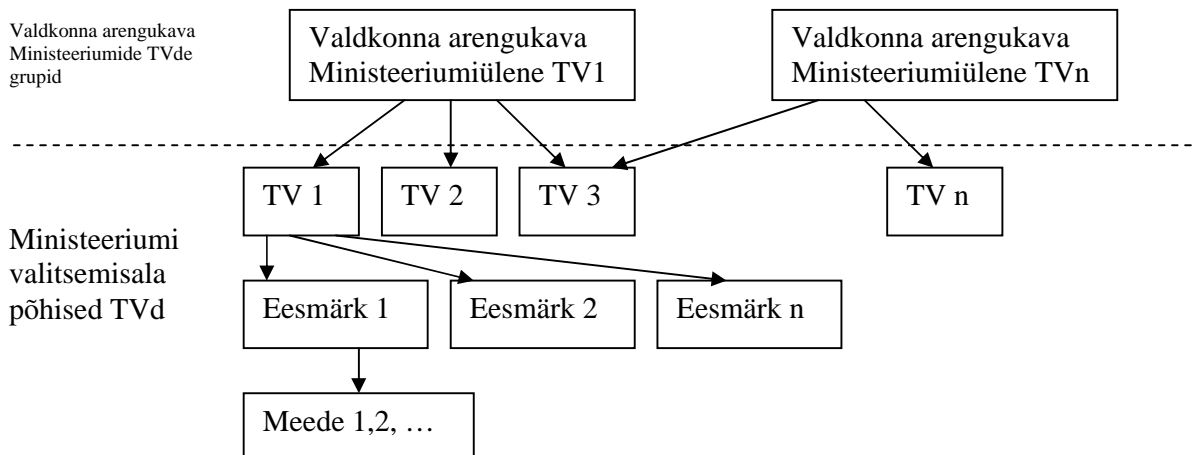 Valdkonna arengukava
Ministeeriumide TVde
grupid
Valdkonna arengukava
Ministeeriumiülene TV1
Valdkonna arengukava
Ministeeriumiülene TVn
TV 1
TV 2
TV 3
TV n
Ministeeriumi
valitsemisala
põhised TVd
Eesmärk 1
Eesmärk 2
Eesmärk n
Meede 1,2, …